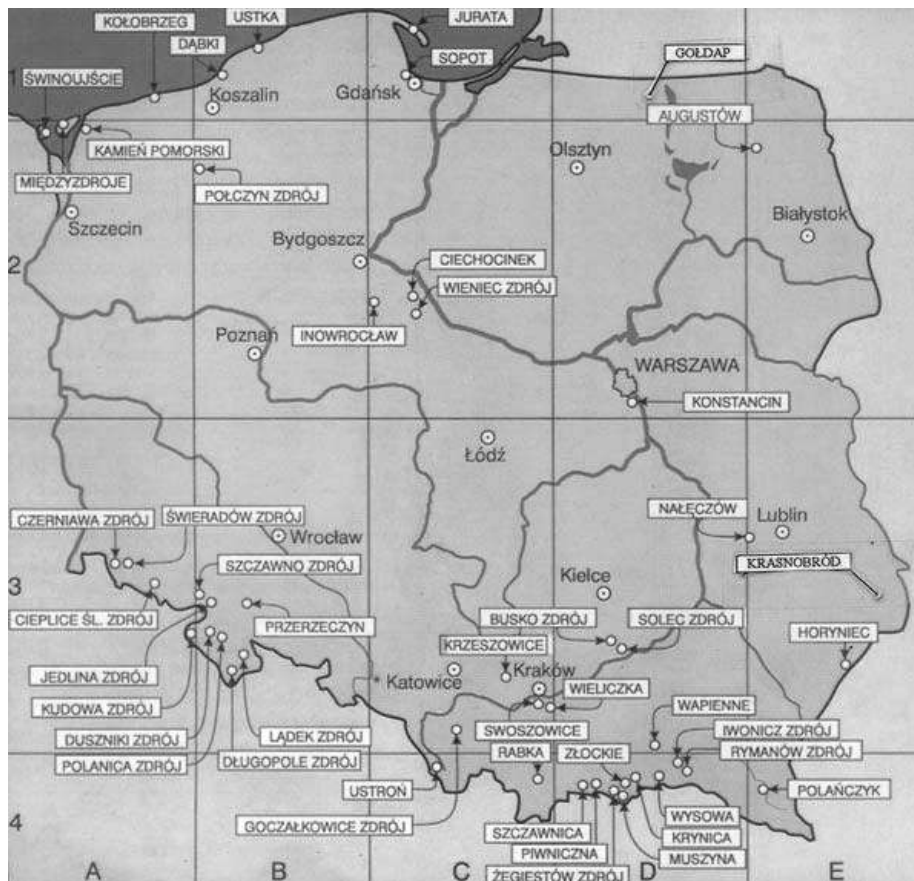 USTKA
JURATA
KOŁOBRZEG
DĄBKI
SOPOT
GOŁDAP
1
ŚWINOUJŚCIE
Koszalin
Gdańsk
AUGUSTÓW
KAMIEŃ POMORSKI
Olsztyn
MIĘDZYZDROJE
POŁCZYN ZDRÓJ
Szczecin
Białystok
Bydgoszcz
2
CIECHOCINEK
WIENIEC ZDRÓJ
INOWROCŁAW
Poznań
WARSZAWA
KONSTANCIN
Łódź
NAŁĘCZÓW
Lublin
CZERNIAWA ZDRÓJ
ŚWIERADÓW ZDRÓJ
Wrocław
SZCZAWNO ZDRÓJ
KRASNOBRÓD
Kielce
3
CIEPLICE ŚL. ZDRÓJ
PRZERZECZYN
BUSKO ZDRÓJ
SOLEC ZDRÓJ
KRZESZOWICE
HORYNIEC
JEDLINA ZDRÓJ
Katowice
Kraków
WIELICZKA
KUDOWA ZDRÓJ
WAPIENNE
DUSZNIKI ZDRÓJ
LĄDEK ZDRÓJ
SWOSZOWICE
IWONICZ ZDRÓJ
POLANICA ZDRÓJ
DŁUGOPOLE ZDRÓJ
RABKA
ZŁOCKIE
RYMANÓW ZDRÓJ
USTROŃ
POLAŃCZYK
4
GOCZAŁKOWICE ZDRÓJ
SZCZAWNICA
WYSOWA
PIWNICZNA
KRYNICA
ŻEGIESTÓW ZDRÓJ
MUSZYNA
A
B
C
D
E